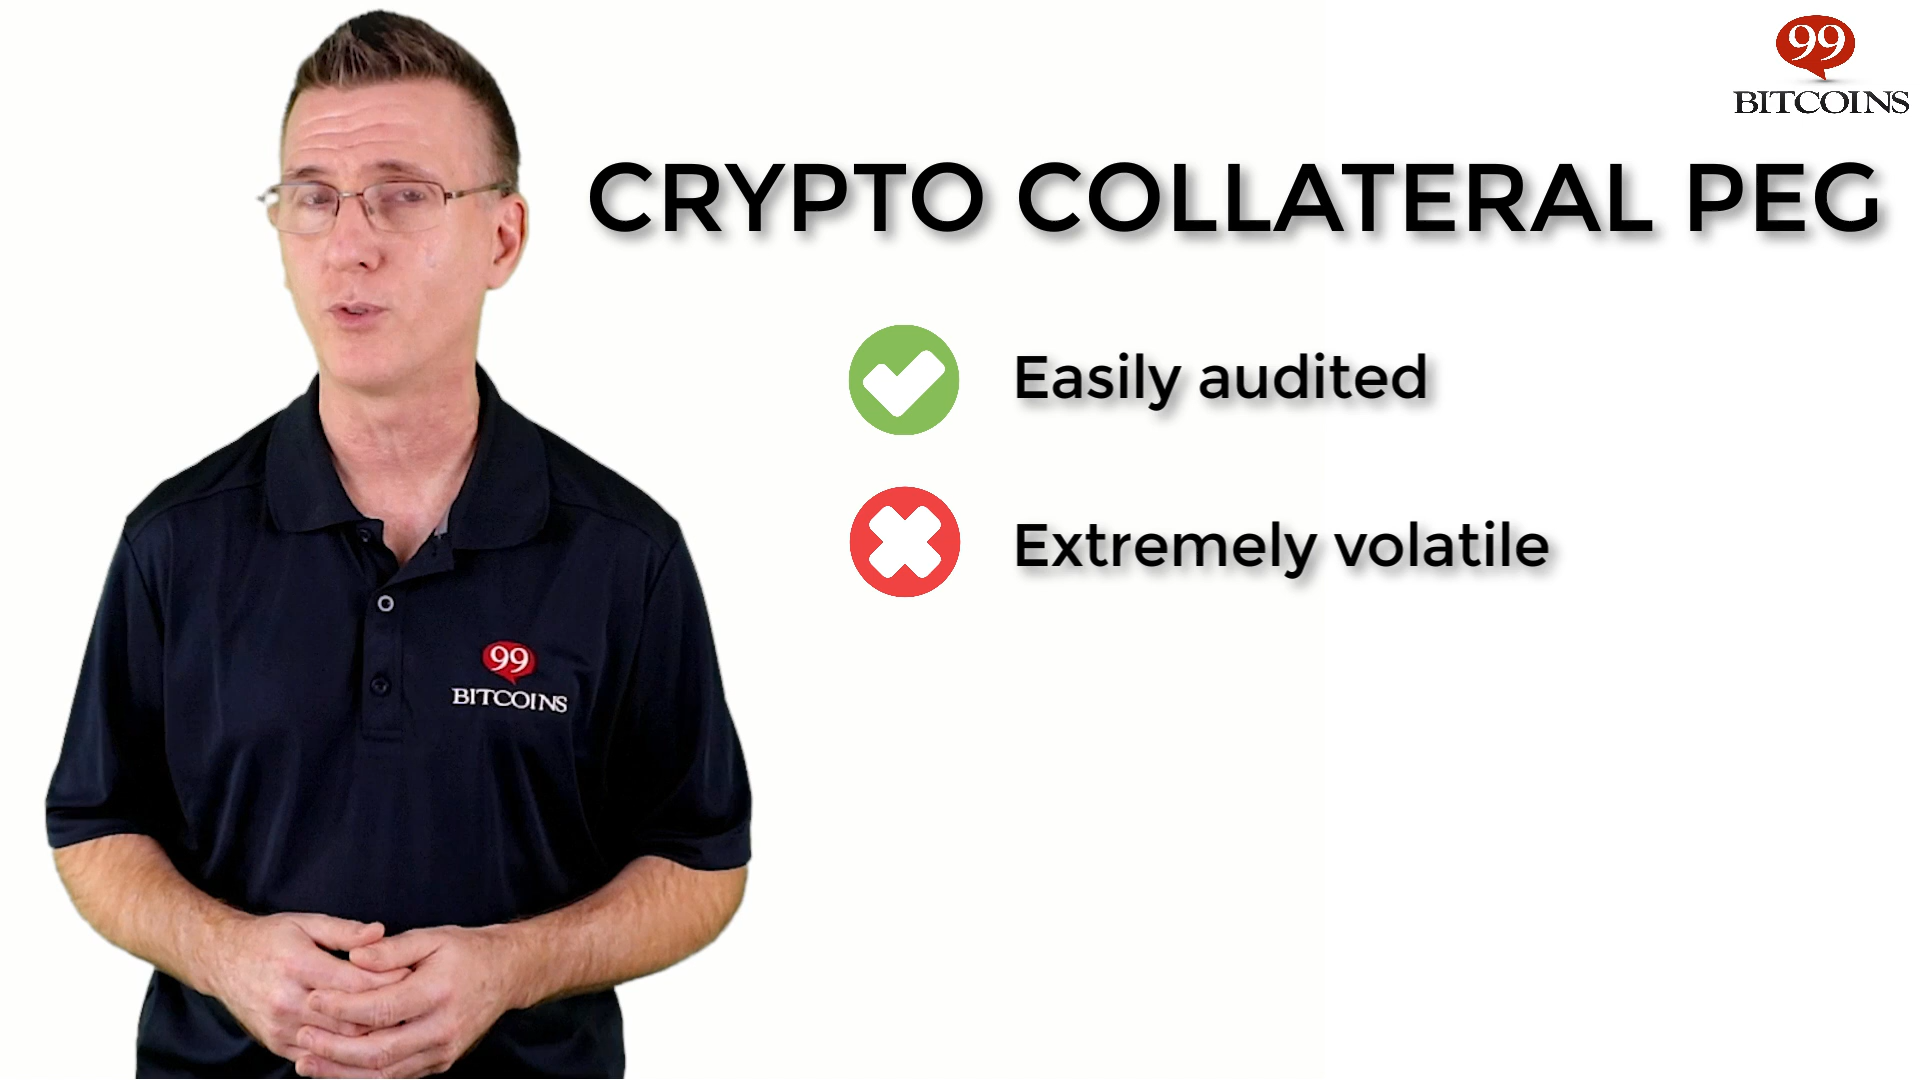 99
BITCOINS
CRYPTO COLLATERAL PEG
Easily audited
Extremely volatile
99
BITCOINS